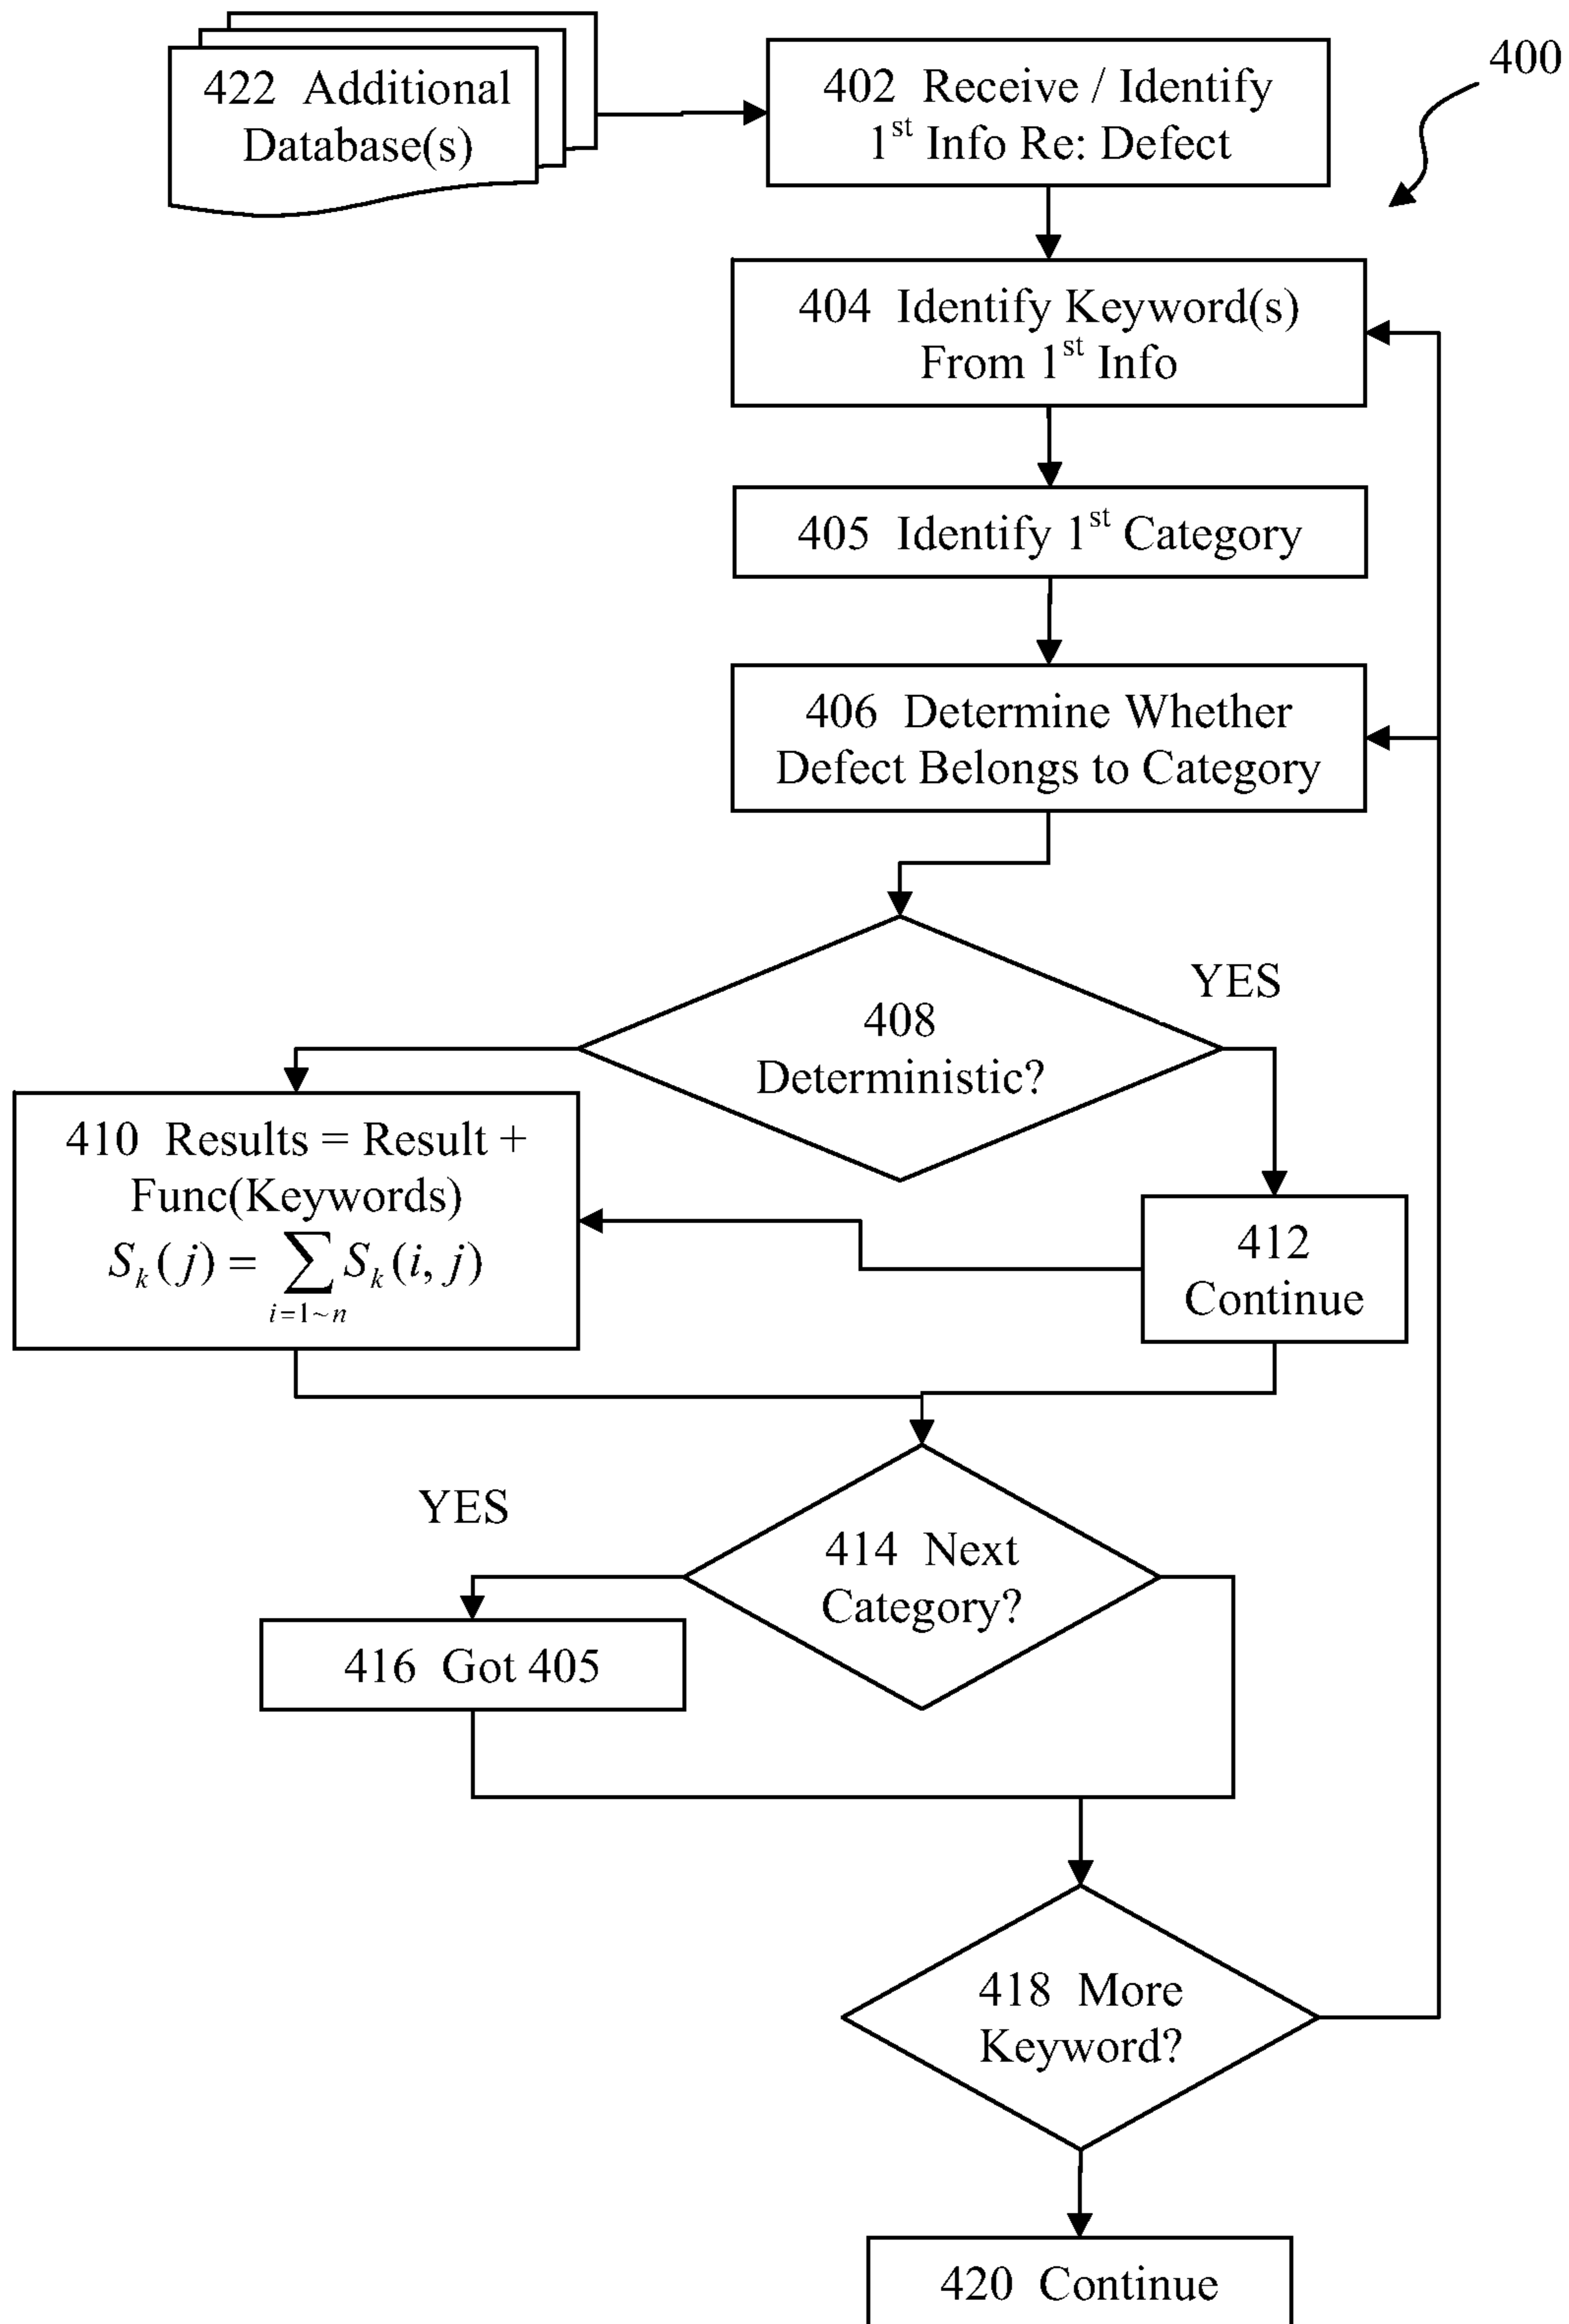 400
422 Additional
Database(s)
402 Receive / Identify
1st Info Re: Defect
404 Identify Keyword(s)
From 1st Info
405 Identify 1st Category
406 Determine Whether
Defect Belongs to Category
YES
408
Deterministic?
410 Results = Result +
Func(Keywords)
S_k(j) = ∑ S_k(i, j)
i=1~n
412
Continue
YES
414 Next
Category?
416 Got 405
418 More
Keyword?
420 Continue